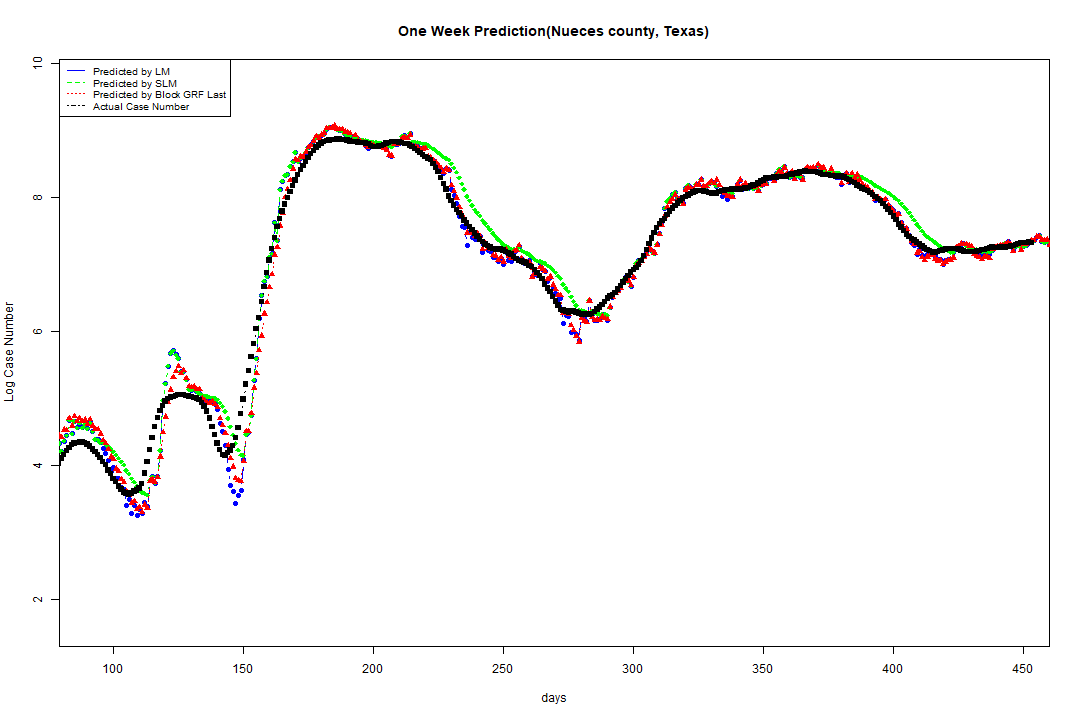 One Week Prediction(Nueces county, Texas)
Predicted by LM
Predicted by SLM
Predicted by Block GRF Last
Actual Case Number
10
8
6
4
2
Log Case Number
100 150 200 250 300 350 400 450
days